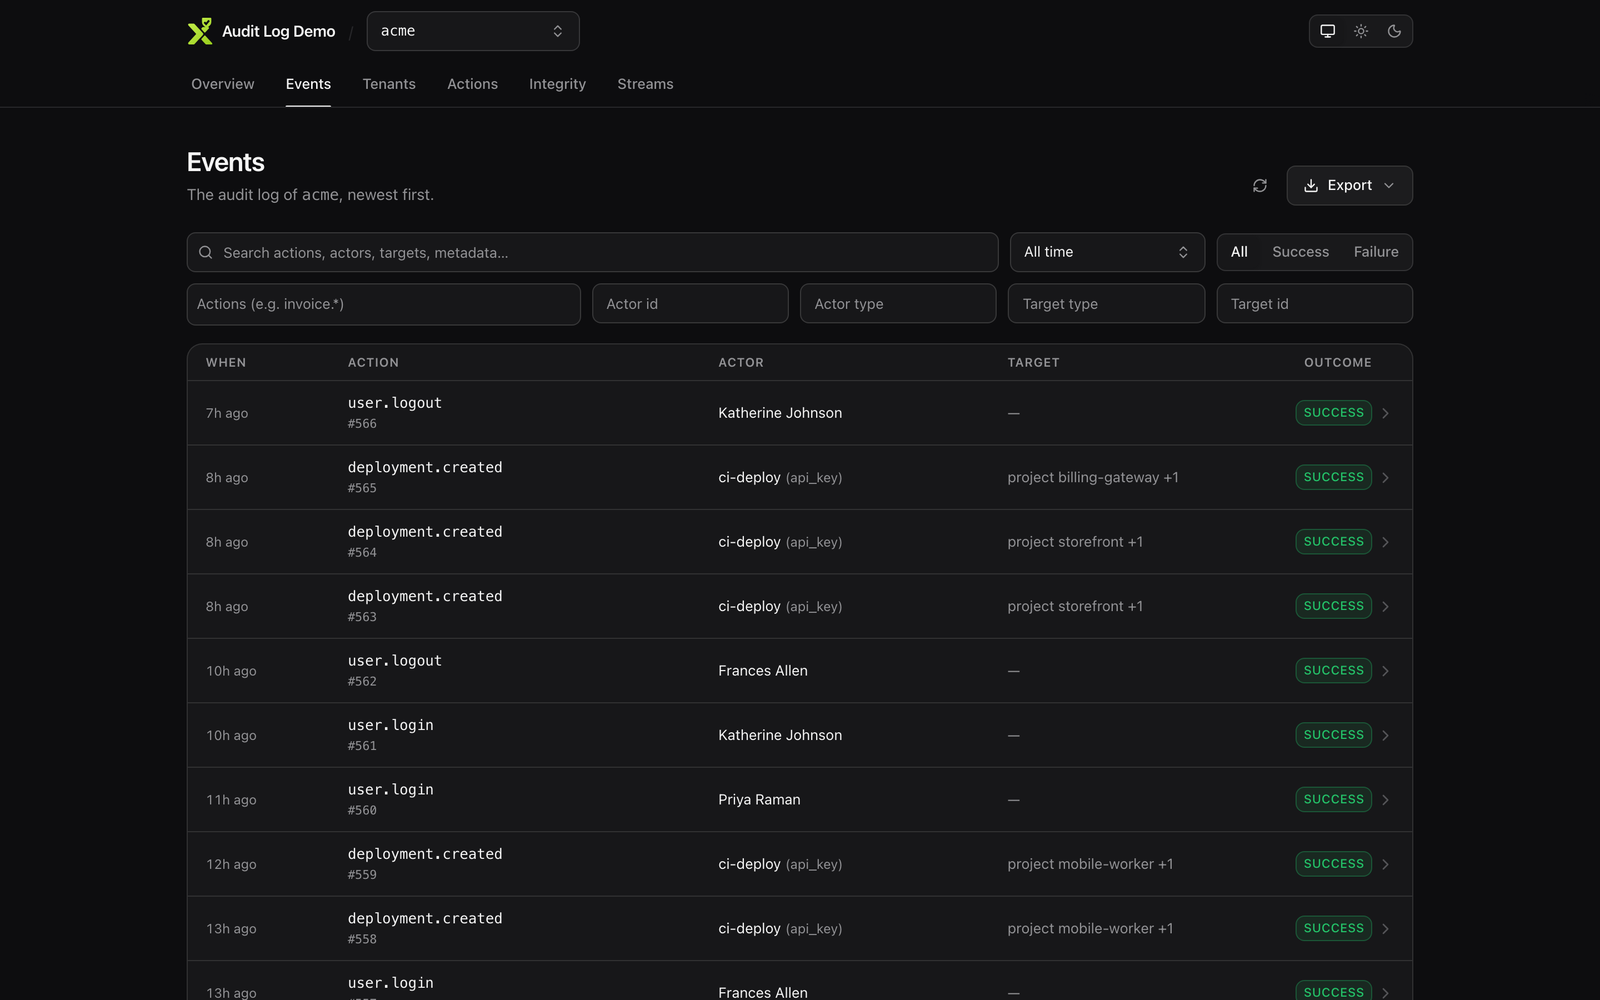 Audit Log Demo / acme
Overview Events Tenants Actions Integrity Streams
Events
The audit log of acme, newest first.
Export
Search actions, actors, targets, metadata...
All time
All Success Failure
Actions (e.g. invoice.*)
Actor id
Actor type
Target type
Target id
WHEN ACTION ACTOR TARGET OUTCOME
7h ago user.logout Katherine Johnson — SUCCESS
#566
8h ago deployment.created ci-deploy (api_key) project billing-gateway +1 SUCCESS
#565
8h ago deployment.created ci-deploy (api_key) project storefront +1 SUCCESS
#564
8h ago deployment.created ci-deploy (api_key) project storefront +1 SUCCESS
#563
10h ago user.logout Frances Allen — SUCCESS
#562
10h ago user.login Katherine Johnson — SUCCESS
#561
11h ago user.login Priya Raman — SUCCESS
#560
12h ago deployment.created ci-deploy (api_key) project mobile-worker +1 SUCCESS
#559
13h ago deployment.created ci-deploy (api_key) project mobile-worker +1 SUCCESS
#558
13h ago user.login Frances Allen — SUCCESS